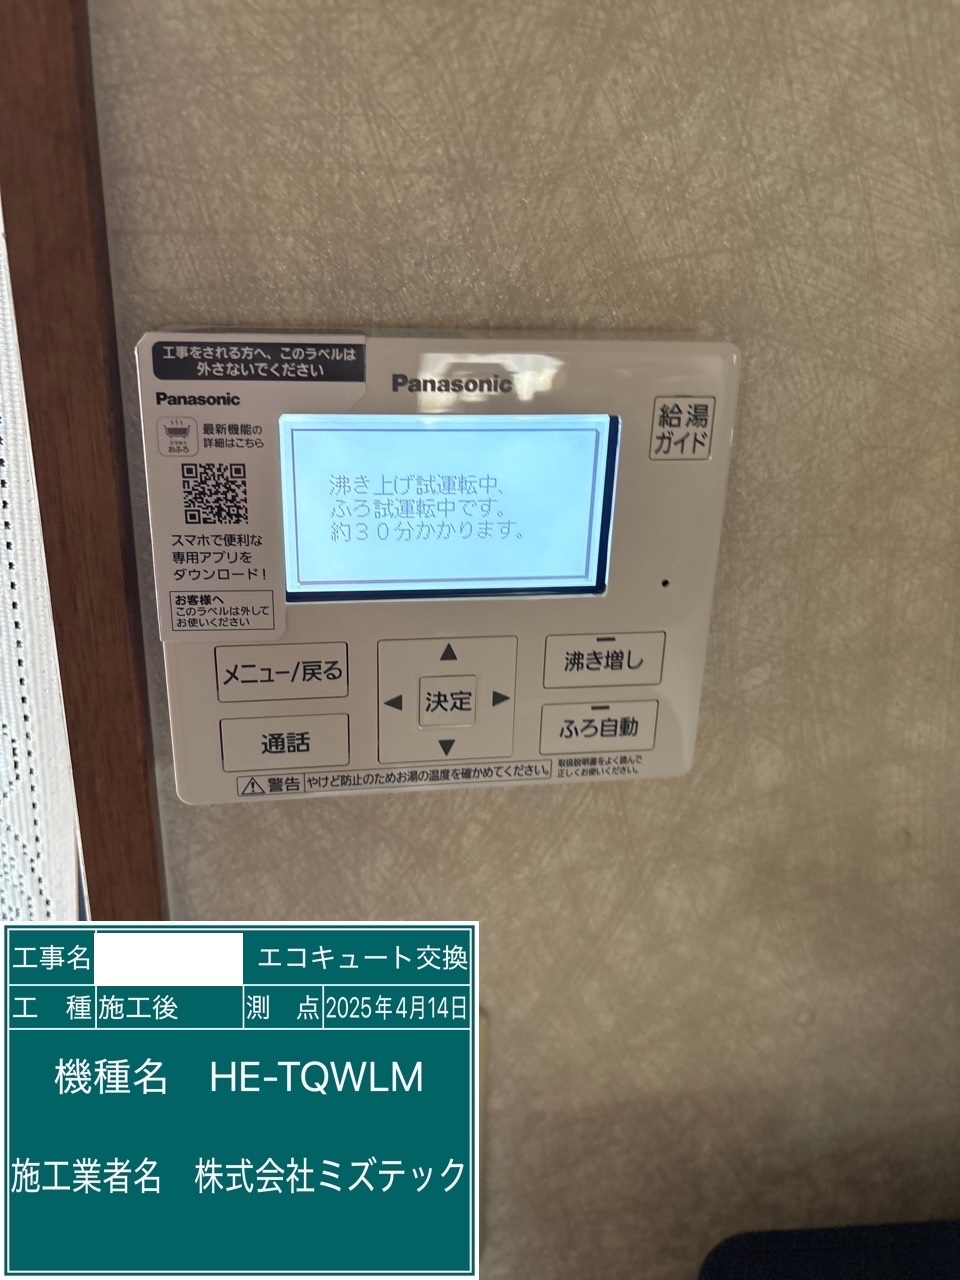 工事をされる方へ、このラベルは
外さないでください
Panasonic
最新機能の
詳細はこちら
おふろ
スマホで便利な
専用アプリを
ダウンロード！
お客様へ
このラベルは外して
お使いください
Panasonic
給湯
ガイド
沸き上げ試運転中、
ふろ試運転中です。
約３０分かかります。
メニュー/戻る
通話
▲
◀ 決定 ▶
▼
沸き増し
ふろ自動
警告 やけど防止のためお湯の温度を確かめてください。
取扱説明書をよく読んで
正しくお使いください。
工事名 エコキュート交換
工　種 施工後 測　点 2025年4月14日
機種名　HE-TQWLM
施工業者名　株式会社ミズテック